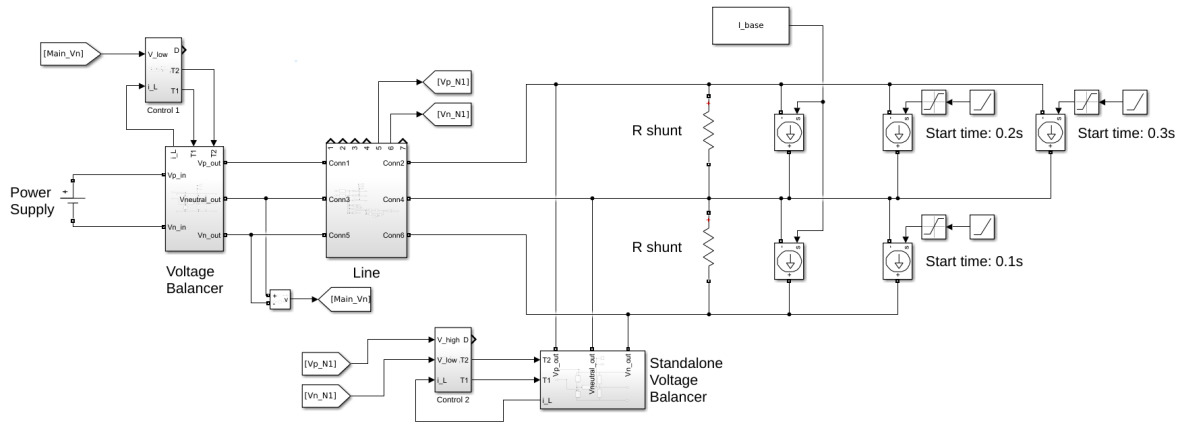 I_base
[Main_Vn]
V_low
D
T2
i_L
T1
Control 1
[Vp_N1]
[Vn_N1]
i_L
T1
T2
Vp_out
Vp_in
Vneutral_out
Vn_in
Vn_out
Power
Supply
+
Voltage
Balancer
1
2
3
4
5
6
7
Conn1
Conn2
Conn3
Conn4
Conn5
Conn6
Line
+
-
v
[Main_Vn]
R shunt
+
-
s
-
s
Start time: 0.2s
-
s
Start time: 0.3s
R shunt
+
-
s
-
s
Start time: 0.1s
[Vp_N1]
[Vn_N1]
V_high
D
V_low
T2
i_L
T1
Control 2
T2
T1
i_L
Vp_out
Vneutral_out
Vn_out
Standalone
Voltage
Balancer